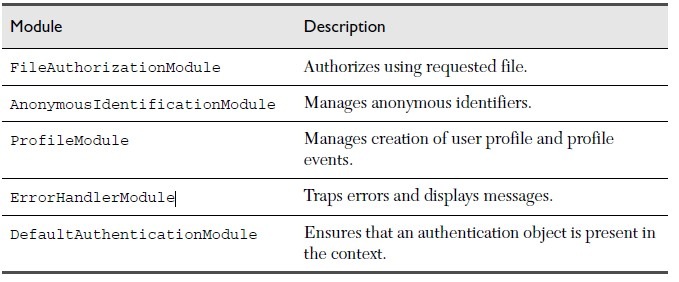 Module Description
FileAuthorizationModule Authorizes using requested file.
AnonymousIdentificationModule Manages anonymous identifiers.
ProfileModule Manages creation of user profile and profile
events.
ErrorHandlerModule Traps errors and displays messages.
DefaultAuthenticationModule Ensures that an authentication object is present in
the context.